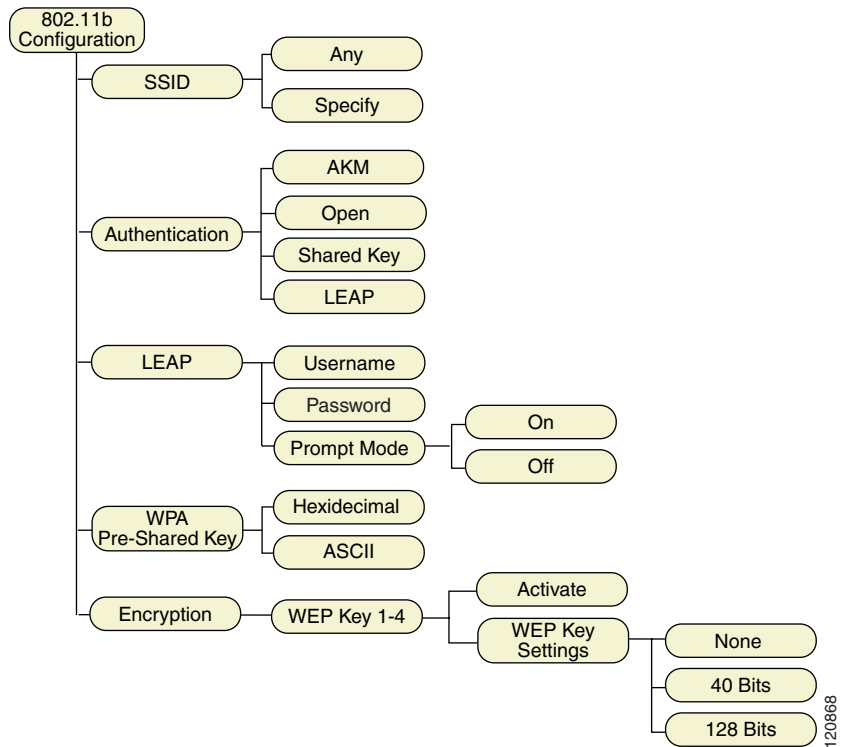 802.11b
Configuration
SSID
Any
Specify
Authentication
AKM
Open
Shared Key
LEAP
LEAP
Username
Password
Prompt Mode
On
Off
WPA
Pre-Shared Key
Hexidecimal
ASCII
Encryption
WEP Key 1-4
Activate
WEP Key
Settings
None
40 Bits
128 Bits
120868